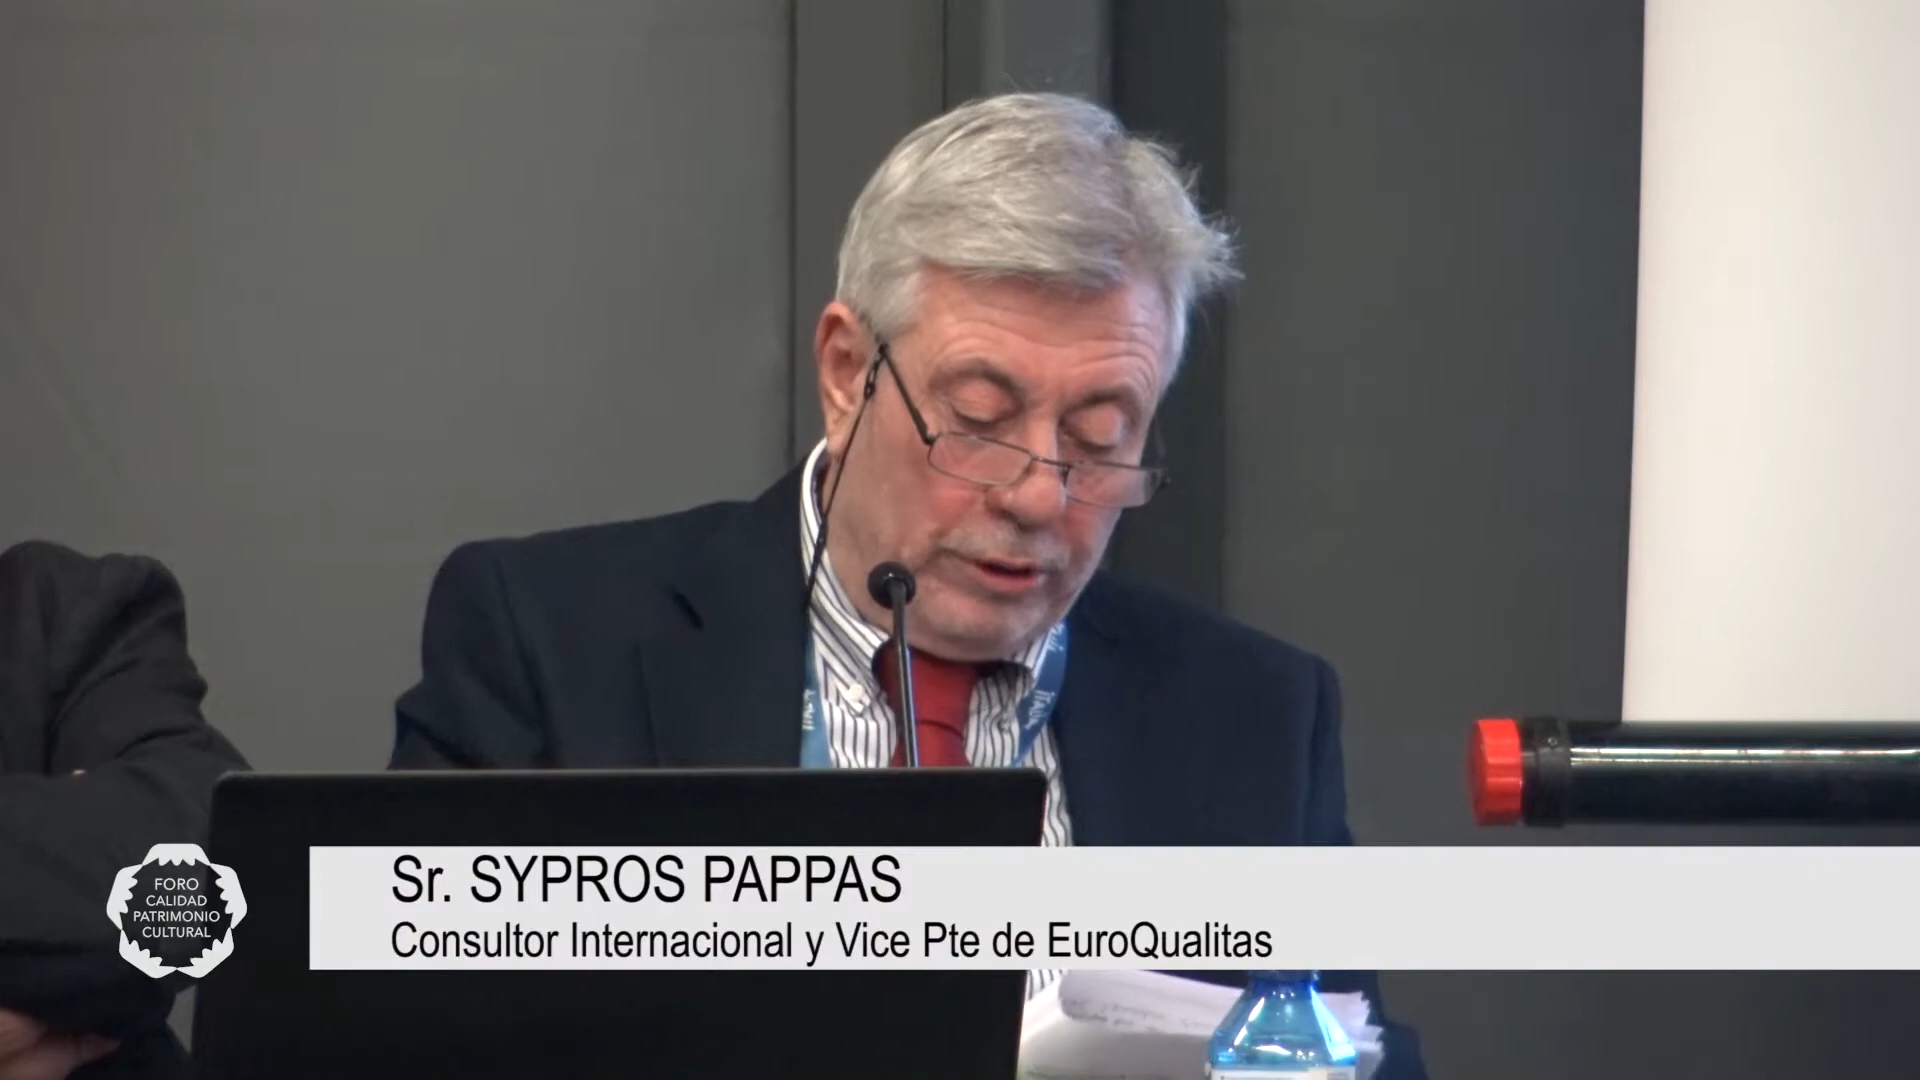 FORO
CALIDAD
PATRIMONIO
CULTURAL
Sr. SYPROS PAPPAS
Consultor Internacional y Vice Pte de EuroQualitas